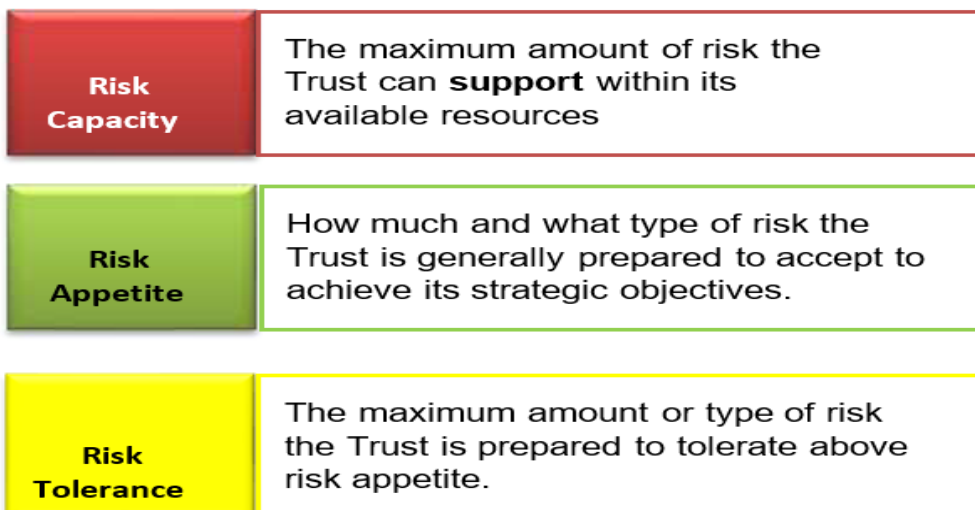 Risk
Capacity
The maximum amount of risk the
Trust can support within its
available resources
Risk
Appetite
How much and what type of risk the
Trust is generally prepared to accept to
achieve its strategic objectives.
Risk
Tolerance
The maximum amount or type of risk
the Trust is prepared to tolerate above
risk appetite.